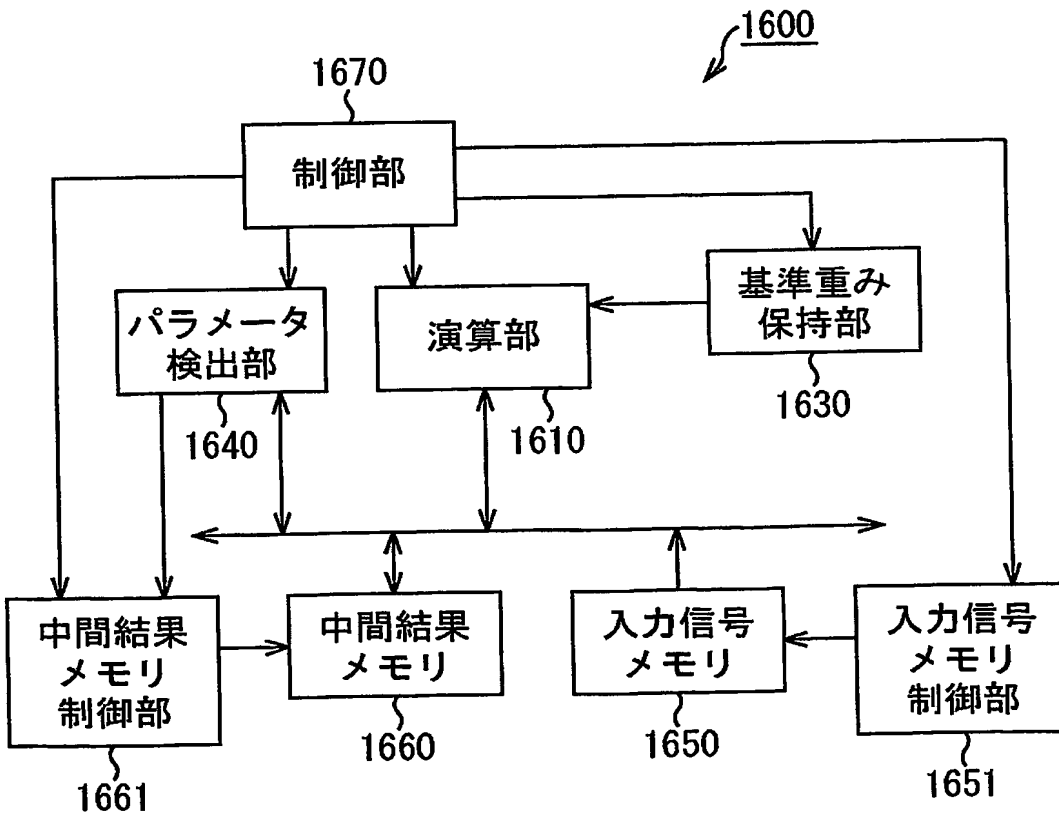 1600
1670
制御部
パラメータ
検出部
1640
演算部
1610
基準重み
保持部
1630
中間結果
メモリ
制御部
1661
中間結果
メモリ
1660
入力信号
メモリ
1650
入力信号
メモリ
制御部
1651